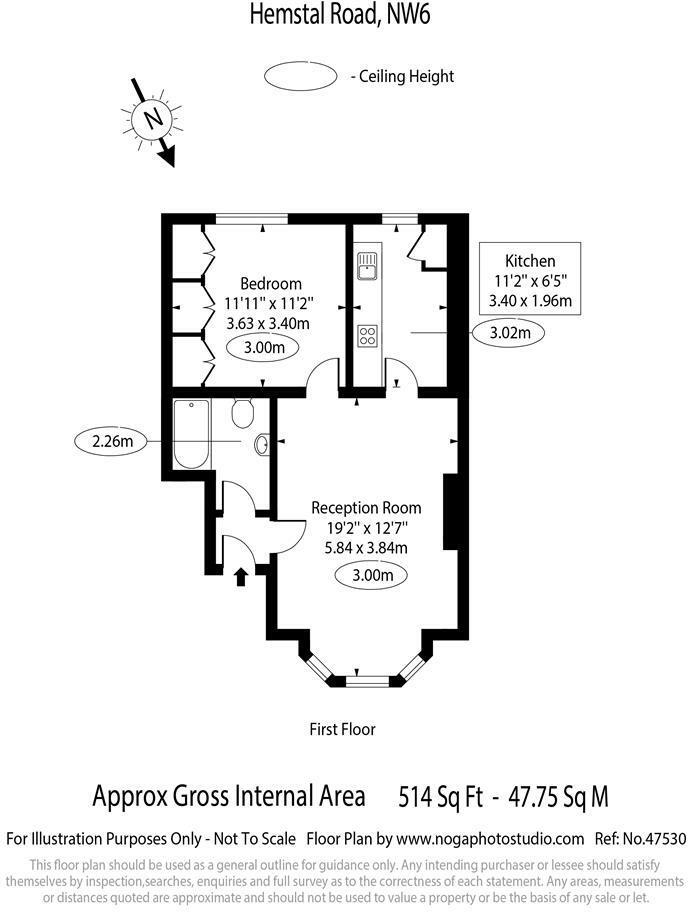 Hemstal Road, NW6
- Ceiling Height
N
Kitchen
11'2" x 6'5"
3.40 x 1.96m
3.02m
Bedroom
11'11" x 11'2"
3.63 x 3.40m
3.00m
2.26m
Reception Room
19'2" x 12'7"
5.84 x 3.84m
3.00m
First Floor
Approx Gross Internal Area 514 Sq Ft - 47.75 Sq M
For Illustration Purposes Only - Not To Scale Floor Plan by www.nogaphotostudio.com Ref: No.47530
This floor plan should be used as a general outline for guidance only. Any intending purchaser or lessee should satisfy
themselves by inspection,searches, enquiries and full survey as to the correctness of each statement. Any areas, measurements
or distances quoted are approximate and should not be used to value a property or be the basis of any sale or let.